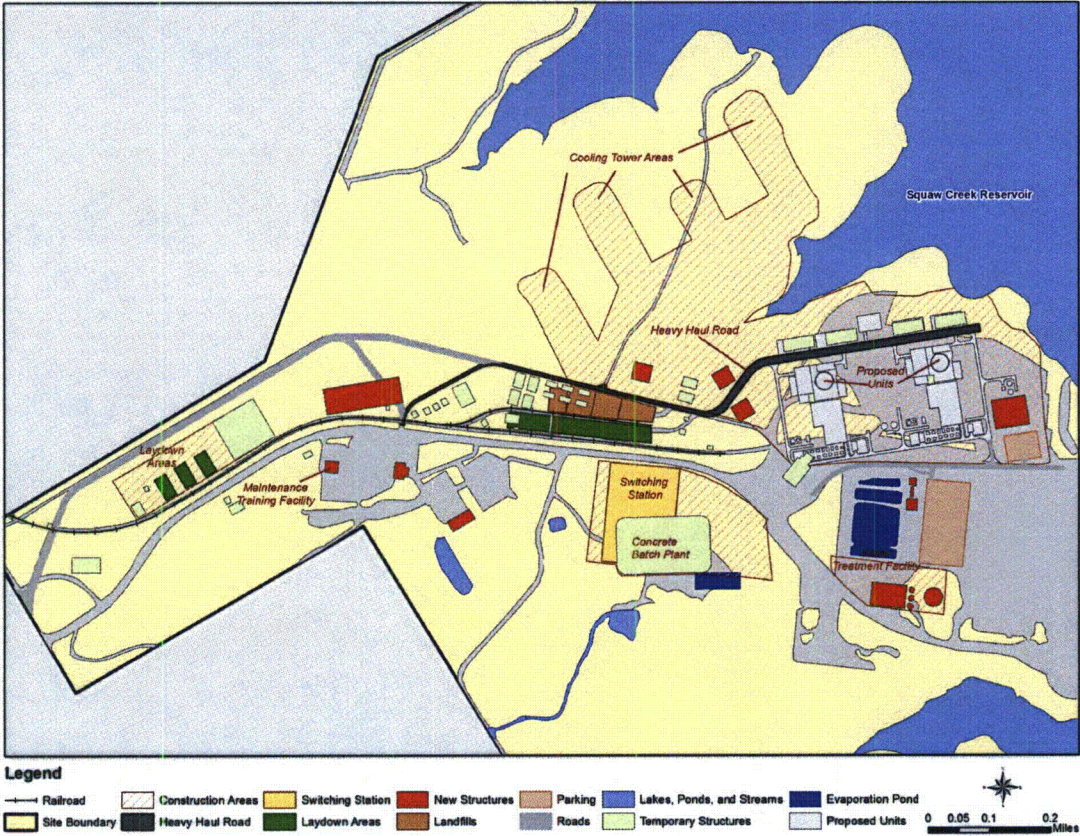 Cooling Tower Areas
Squaw Creek Reservoir
Heavy Haul Road
Proposed
Units
Laydown
Areas
Maintenance
Training Facility
Switching
Station
Concrete
Batch Plant
Treatment Facility
Legend
Railroad
Construction Areas
Switching Station
New Structures
Parking
Lakes, Ponds, and Streams
Evaporation Pond
Site Boundary
Heavy Haul Road
Laydown Areas
Landfills
Roads
Temporary Structures
Proposed Units
0 0.05 0.1 0.2
Miles